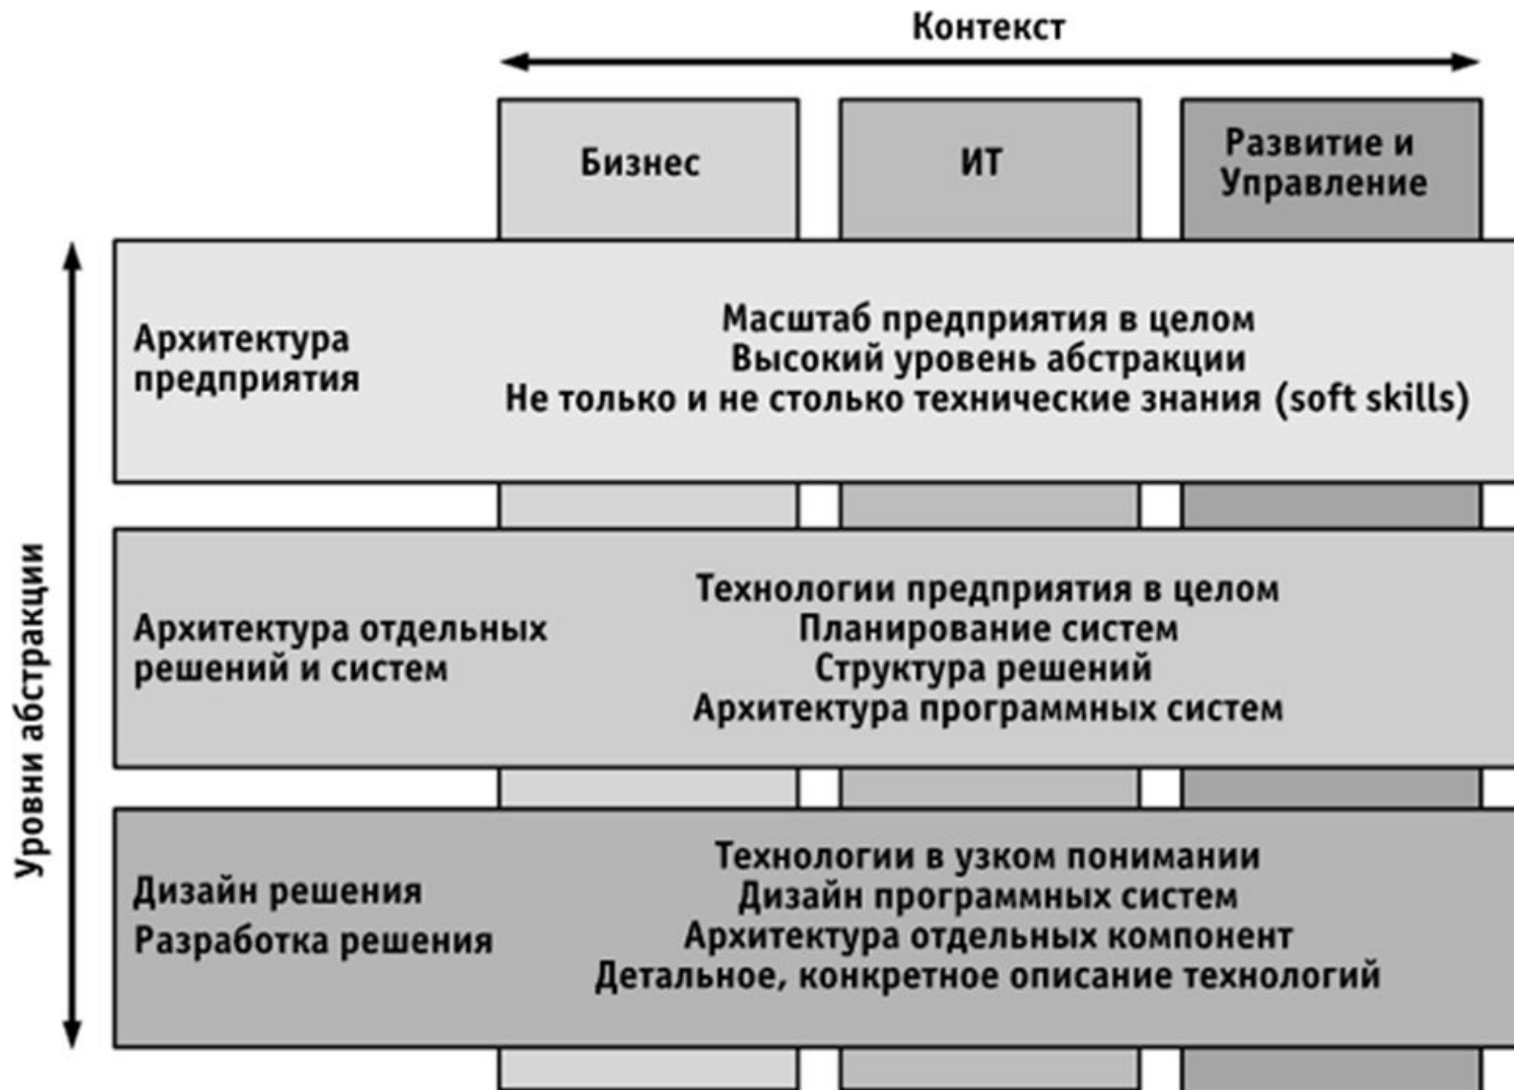 Контекст
Бизнес
ИТ
Развитие и
Управление
Уровни абстракции
Архитектура
предприятия
Масштаб предприятия в целом
Высокий уровень абстракции
Не только и не столько технические знания (soft skills)
Архитектура отдельных
решений и систем
Технологии предприятия в целом
Планирование систем
Структура решений
Архитектура программных систем
Дизайн решения
Разработка решения
Технологии в узком понимании
Дизайн программных систем
Архитектура отдельных компонент
Детальное, конкретное описание технологий